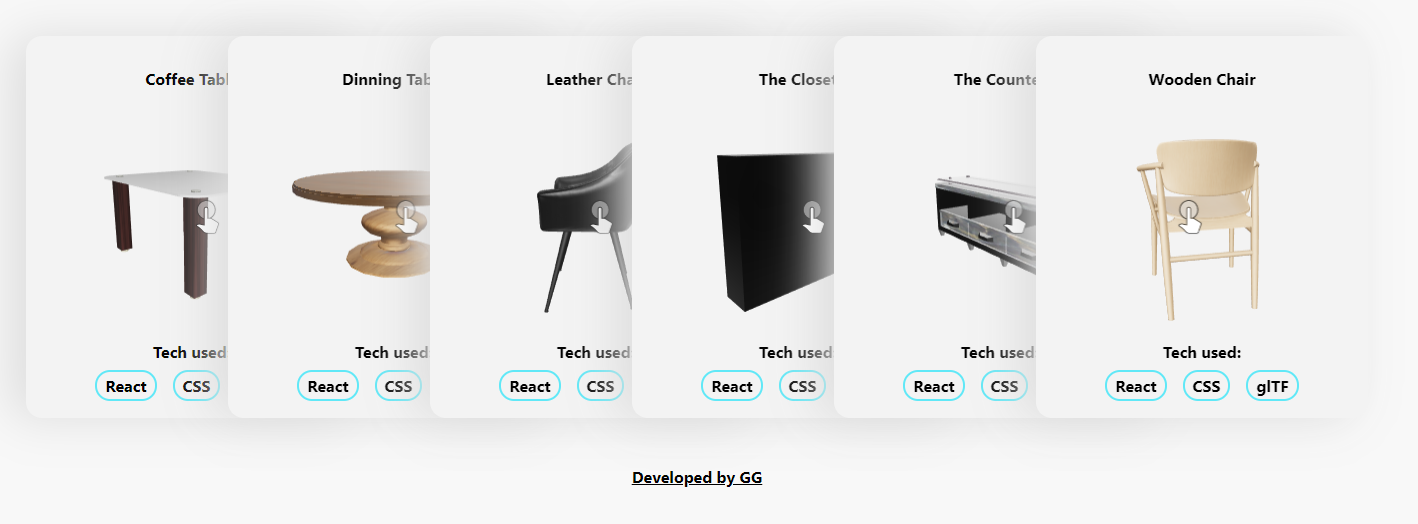 Coffee Tabl
Dinning Tab
Leather Cha
The Closet
The Counte
Wooden Chair
Tech used
Tech used
Tech used
Tech used
Tech used
Tech used:
React CSS
React CSS
React CSS
React CSS
React CSS
React CSS glTF
Developed by GG